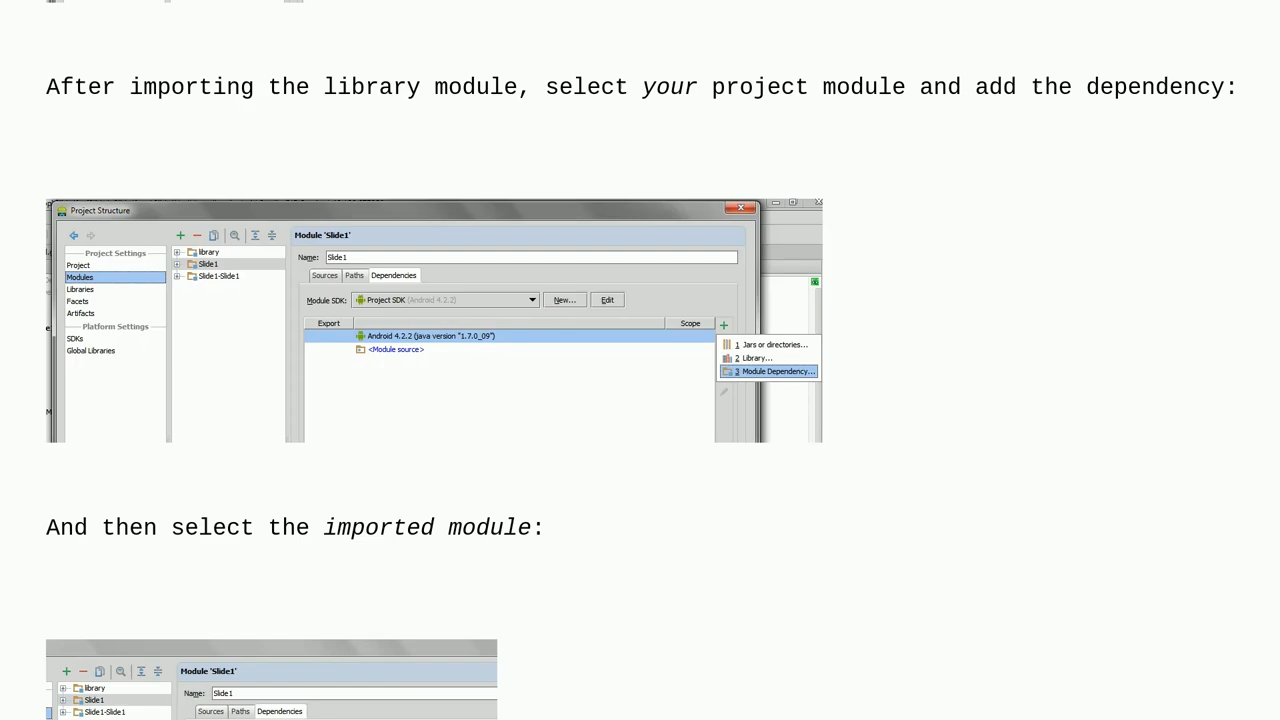 After importing the library module, select your project module and add the dependency:
Project Structure
Project Settings
Project
Modules
Libraries
Facets
Artifacts
Platform Settings
SDKs
Global Libraries
library
Slide1
Slide1-Slide1
Module 'Slide1'
Name: Slide1
Sources Paths Dependencies
Module SDK: Project SDK (Android 4.2.2) New... Edit
Export Scope
Android 4.2.2 (java version "1.7.0_09")
<Module source>
1 Jars or directories...
2 Library...
3 Module Dependency...
And then select the imported module:
library
Slide1
Slide1-Slide1
Module 'Slide1'
Name: Slide1
Sources Paths Dependencies